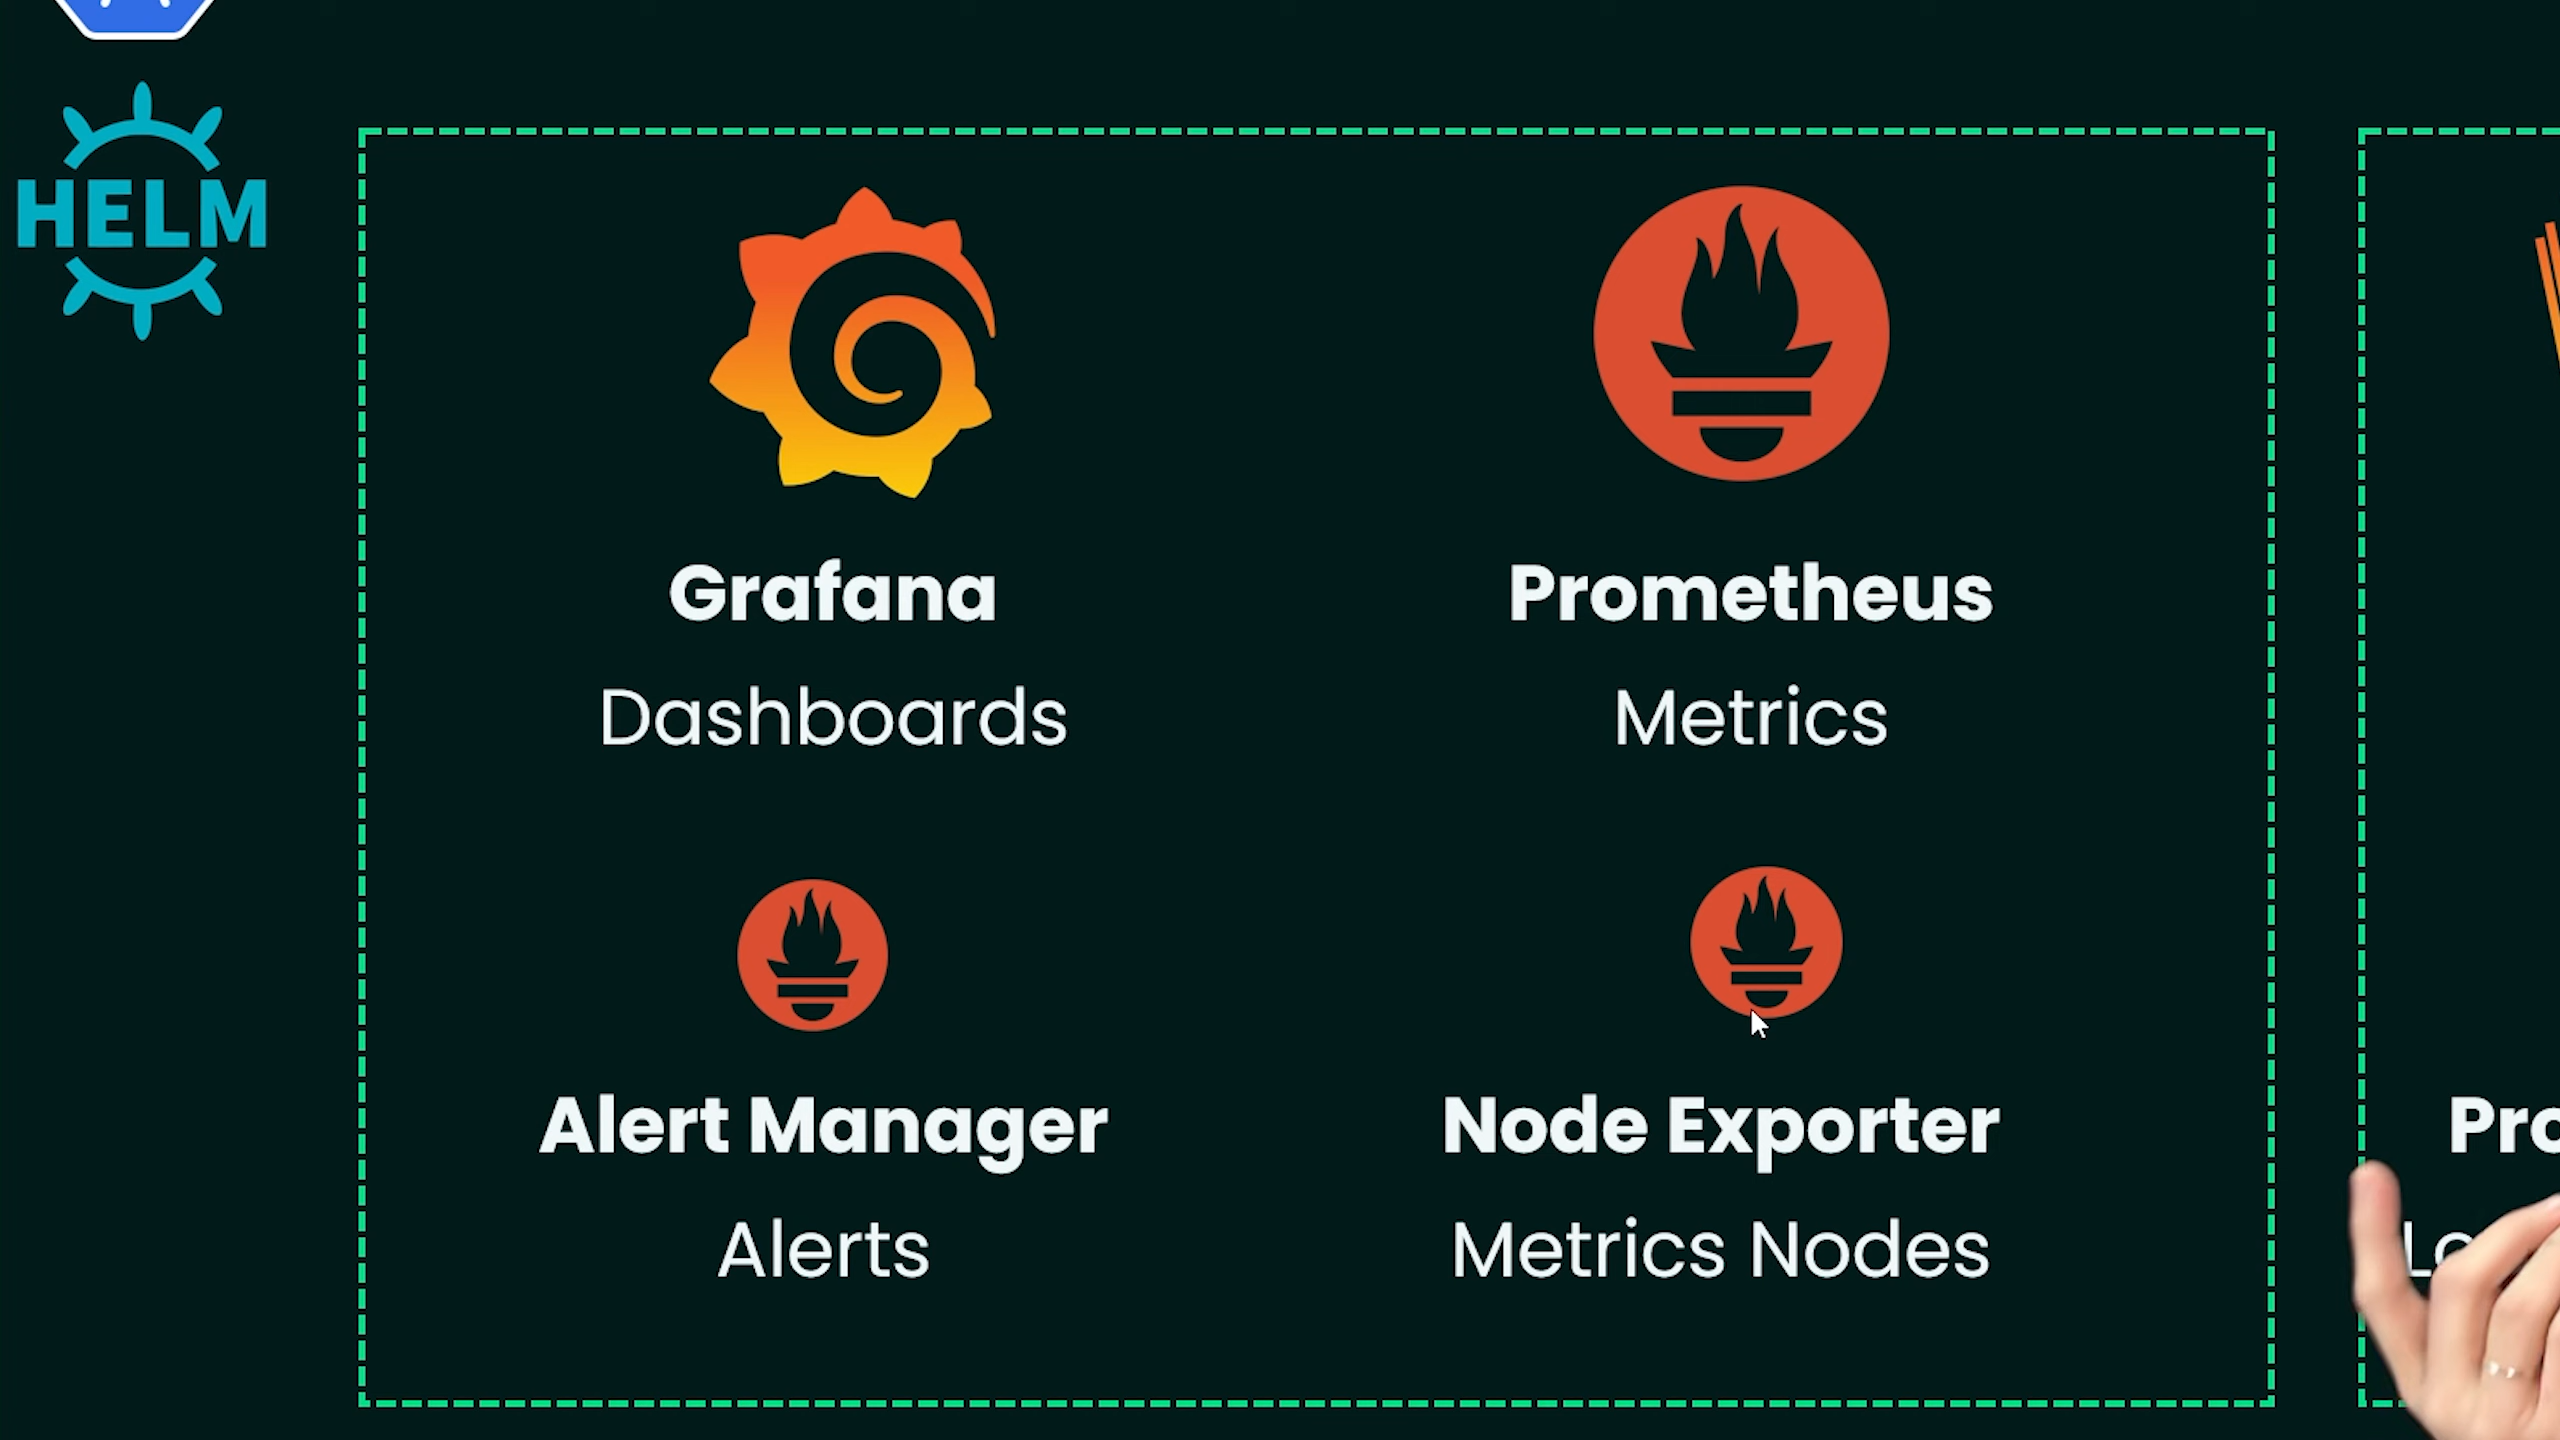 HELM
Grafana
Prometheus
Dashboards
Metrics
Alert Manager
Node Exporter
Alerts
Metrics Nodes